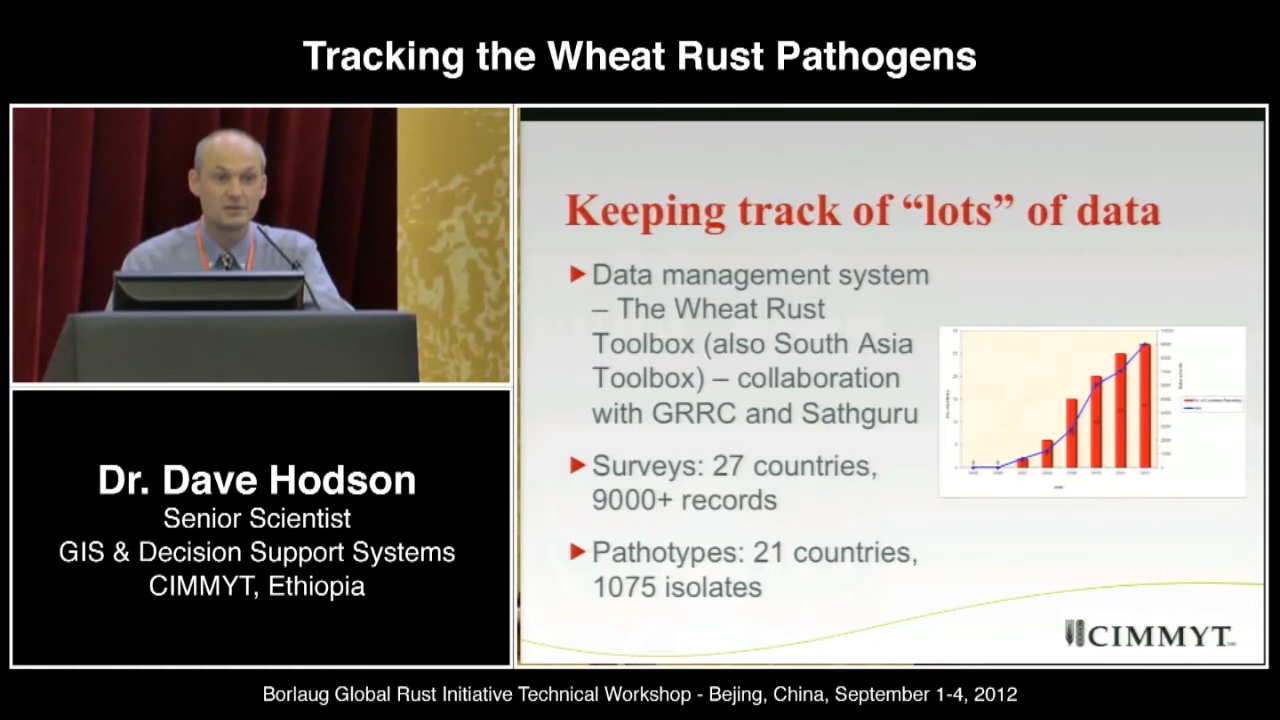 Tracking the Wheat Rust Pathogens
Keeping track of “lots” of data
Data management system
– The Wheat Rust
Toolbox (also South Asia
Toolbox) – collaboration
with GRRC and Sathguru
Surveys: 27 countries,
9000+ records
Pathotypes: 21 countries,
1075 isolates
CIMMYT
Dr. Dave Hodson
Senior Scientist
GIS & Decision Support Systems
CIMMYT, Ethiopia
Borlaug Global Rust Initiative Technical Workshop - Bejing, China, September 1-4, 2012